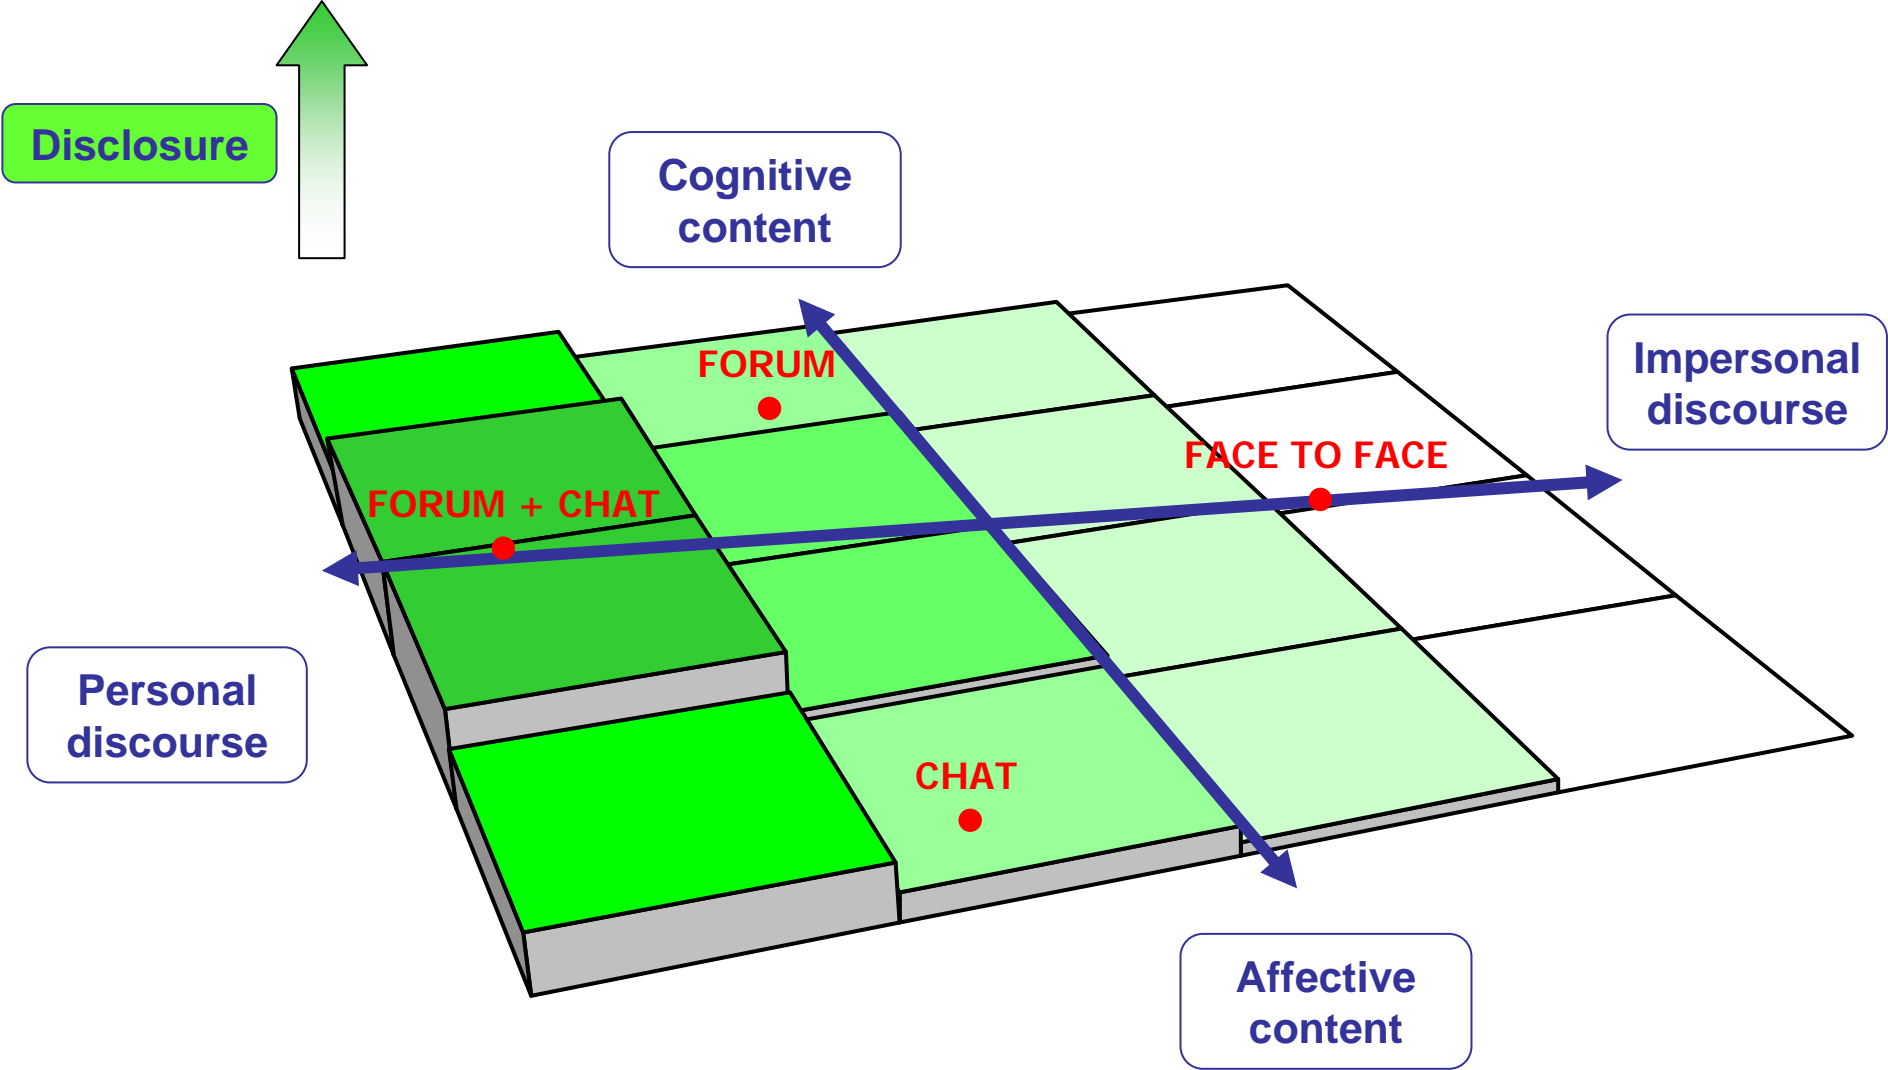 Disclosure
Cognitive
content
FORUM
Impersonal
discourse
FACE TO FACE
FORUM + CHAT
Personal
discourse
CHAT
Affective
content